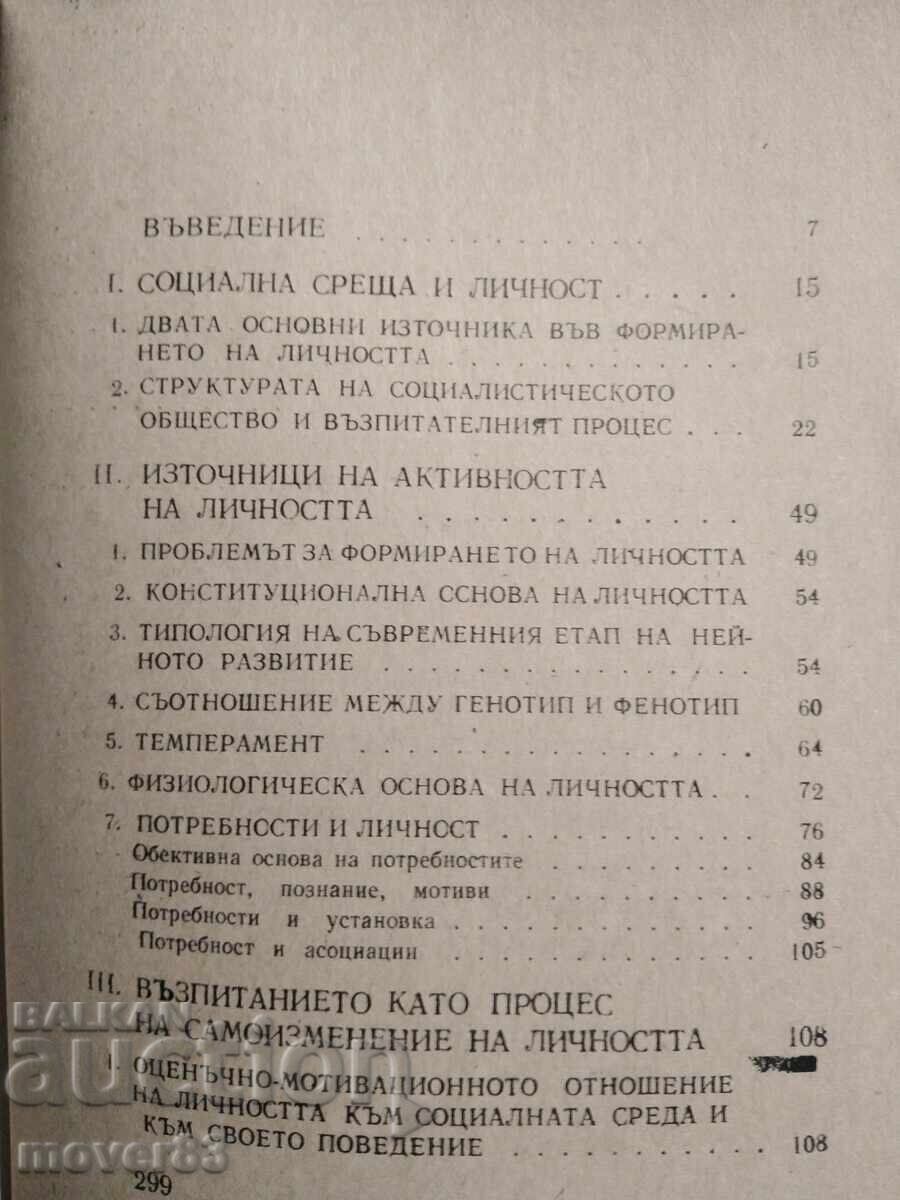 ВЪВЕДЕНИЕ . . . . . . . . . . . . 7
I. СОЦИАЛНА СРЕЩА И ЛИЧНОСТ . . . . . 15
1. ДВАТА ОСНОВНИ ИЗТОЧНИКА ВЪВ ФОРМИРА-
НЕТО НА ЛИЧНОСТТА . . . . . . . . . . . . . 15
2. СТРУКТУРАТА НА СОЦИАЛИСТИЧЕСКОТО
ОБЩЕСТВО И ВЪЗПИТАТЕЛНИЯТ ПРОЦЕС . . . 22
II. ИЗТОЧНИЦИ НА АКТИВНОСТТА
НА ЛИЧНОСТТА . . . . . . . . . . 49
1. ПРОБЛЕМЪТ ЗА ФОРМИРАНЕТО НА ЛИЧНОСТТА 49
2. КОНСТИТУЦИОНАЛНА ССНОВА НА ЛИЧНОСТТА 54
3. ТИПОЛОГИЯ НА СЪВРЕМЕННИЯ ЕТАП НА НЕЙ-
НОТО РАЗВИТИЕ . . . . . . . . . . . . . 54
4. СЪОТНОШЕНИЕ МЕЖДУ ГЕНОТИП И ФЕНОТИП 60
5. ТЕМПЕРАМЕНТ . . . . . . . . . . . . . . . . . 64
6. ФИЗИОЛОГИЧЕСКА ОСНОВА НА ЛИЧНОСТТА . . 72
7. ПОТРЕБНОСТИ И ЛИЧНОСТ . . . . . . . . . . . 76
Обективна основа на потребностите . . . . . . . . . 84
Потребност, познание, мотиви . . . . . . . . . . . 88
Потребности и установка . . . . . . . . . . . . . . 96
Потребност и асоциации . . . . . . . . . . . . . . 105
III. ВЪЗПИТАНИЕТО КАТО ПРОЦЕС
НА САМОИЗМЕНЕНИЕ НА ЛИЧНОСТТА 108
1. ОЦЕНЪЧНО-МОТИВАЦИОННОТО ОТНОШЕНИЕ
НА ЛИЧНОСТТА КЪМ СОЦИАЛНАТА СРЕДА И
КЪМ СВОЕТО ПОВЕДЕНИЕ . . . . . . . . . . . 108
299
BALKAN
auction
mover83